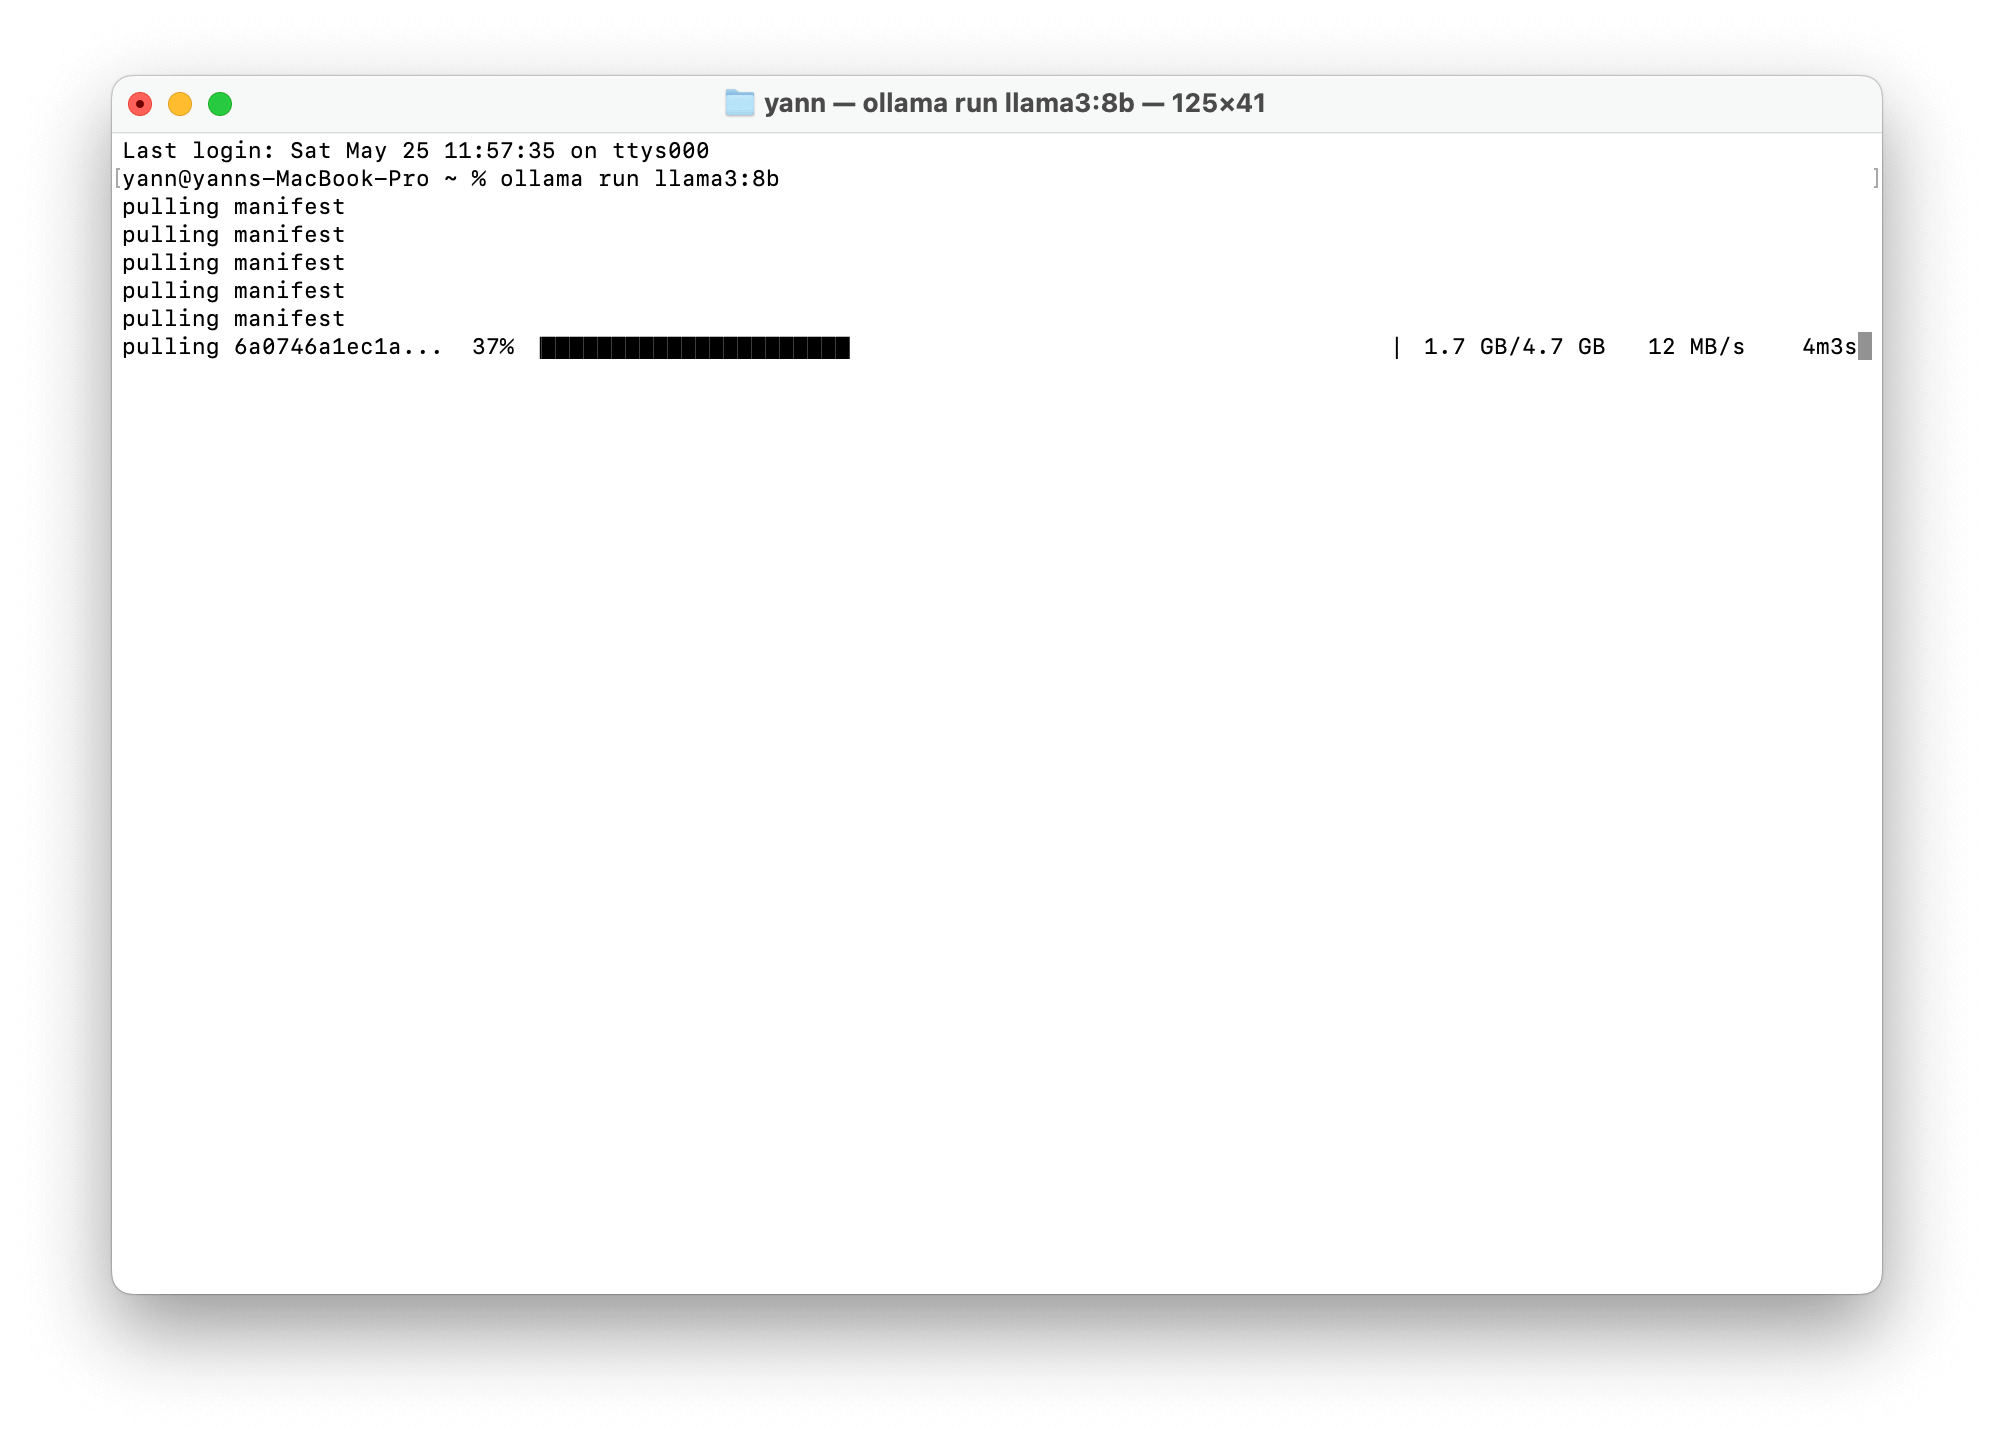 yann — ollama run llama3:8b — 125×41
Last login: Sat May 25 11:57:35 on ttys000
[yann@yanns-MacBook-Pro ~ % ollama run llama3:8b ]
pulling manifest
pulling manifest
pulling manifest
pulling manifest
pulling manifest
pulling 6a0746a1ec1a... 37% | 1.7 GB/4.7 GB 12 MB/s 4m3s